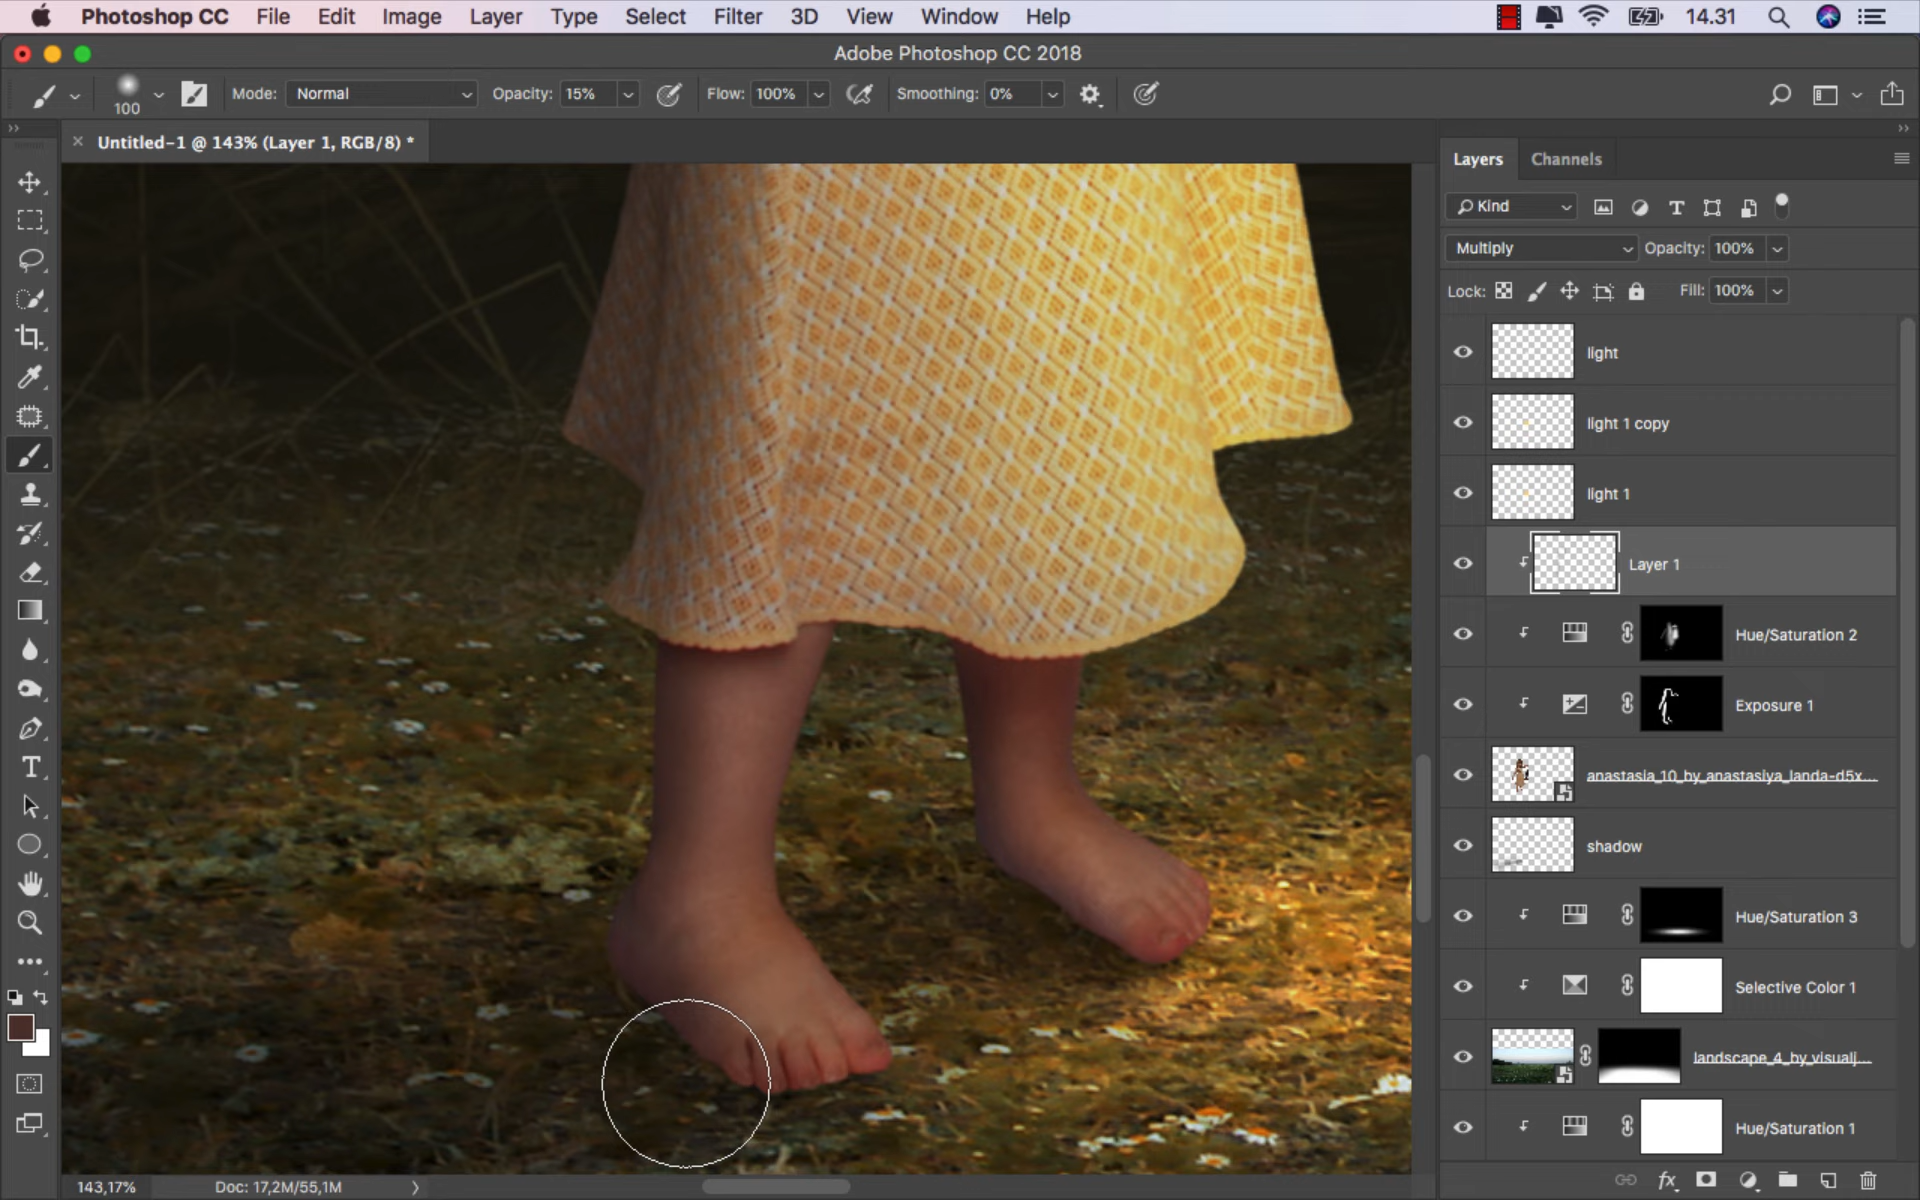 Photoshop CC File Edit Image Layer Type Select Filter 3D View Window Help 14.31
Adobe Photoshop CC 2018
100 Mode: Normal Opacity: 15% Flow: 100% Smoothing: 0%
Untitled-1 @ 143% (Layer 1, RGB/8) *
Layers Channels
Kind
Multiply Opacity: 100%
Lock: Fill: 100%
light
light 1 copy
light 1
Layer 1
Hue/Saturation 2
Exposure 1
anastasia_10_by_anastasiya_landa-d5x...
shadow
Hue/Saturation 3
Selective Color 1
landscape_4_by_visualj...
Hue/Saturation 1
143,17% Doc: 17,2M/55,1M